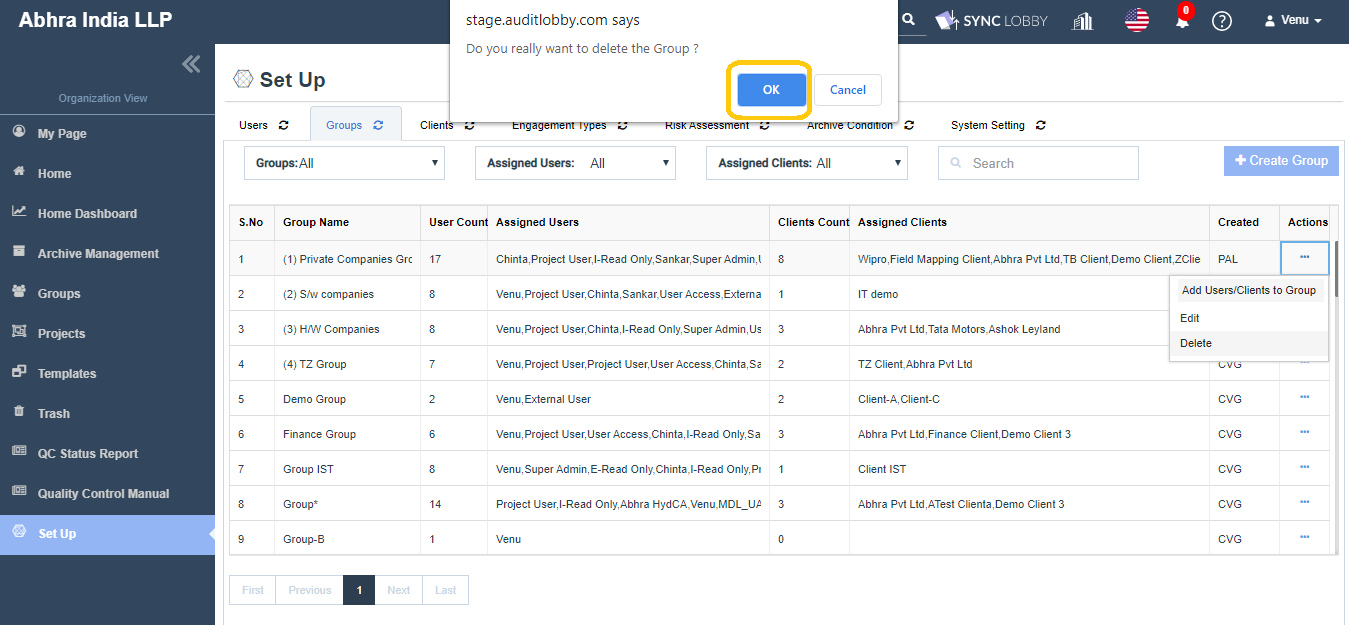 Abhra India LLP
stage.auditlobby.com says
Do you really want to delete the Group ?
OK
Cancel
SYNC LOBBY
0
?
Venu
Organization View
My Page
Home
Home Dashboard
Archive Management
Groups
Projects
Templates
Trash
QC Status Report
Quality Control Manual
Set Up
Set Up
Users Groups Clients Engagement Types Risk Assessment Archive Condition System Setting
Groups:All Assigned Users: All Assigned Clients: All Search + Create Group
S.No Group Name User Count Assigned Users Clients Count Assigned Clients Created Actions
1 (1) Private Companies Grc 17 Chinta,Project User,I-Read Only,Sankar,Super Admin,U 8 Wipro,Field Mapping Client,Abhra Pvt Ltd,TB Client,Demo Client,ZClie PAL ...
Add Users/Clients to Group
Edit
Delete
2 (2) S/w companies 8 Venu,Project User,Chinta,Sankar,User Access,Externa 1 IT demo
3 (3) H/W Companies 8 Venu,Project User,Chinta,I-Read Only,Super Admin,Us 3 Abhra Pvt Ltd,Tata Motors,Ashok Leyland
4 (4) TZ Group 7 Venu,Project User,Project User,User Access,Chinta,Sa 2 TZ Client,Abhra Pvt Ltd CVG ...
5 Demo Group 2 Venu,External User 2 Client-A,Client-C CVG ...
6 Finance Group 6 Venu,Project User,User Access,Chinta,I-Read Only,Sa 3 Abhra Pvt Ltd,Finance Client,Demo Client 3 CVG ...
7 Group IST 8 Venu,Super Admin,E-Read Only,Chinta,I-Read Only,Pr 1 Client IST CVG ...
8 Group* 14 Project User,I-Read Only,Abhra HydCA,Venu,MDL_UA 3 Abhra Pvt Ltd,ATest Clienta,Demo Client 3 CVG ...
9 Group-B 1 Venu 0 CVG ...
First Previous 1 Next Last